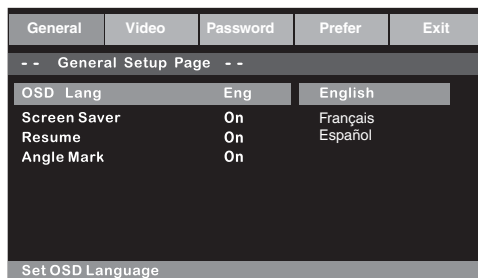 General Video Password Prefer Exit
-- General Setup Page --
OSD Lang Eng English
Screen Saver On Français
Resume On Español
Angle Mark On
Set OSD Language